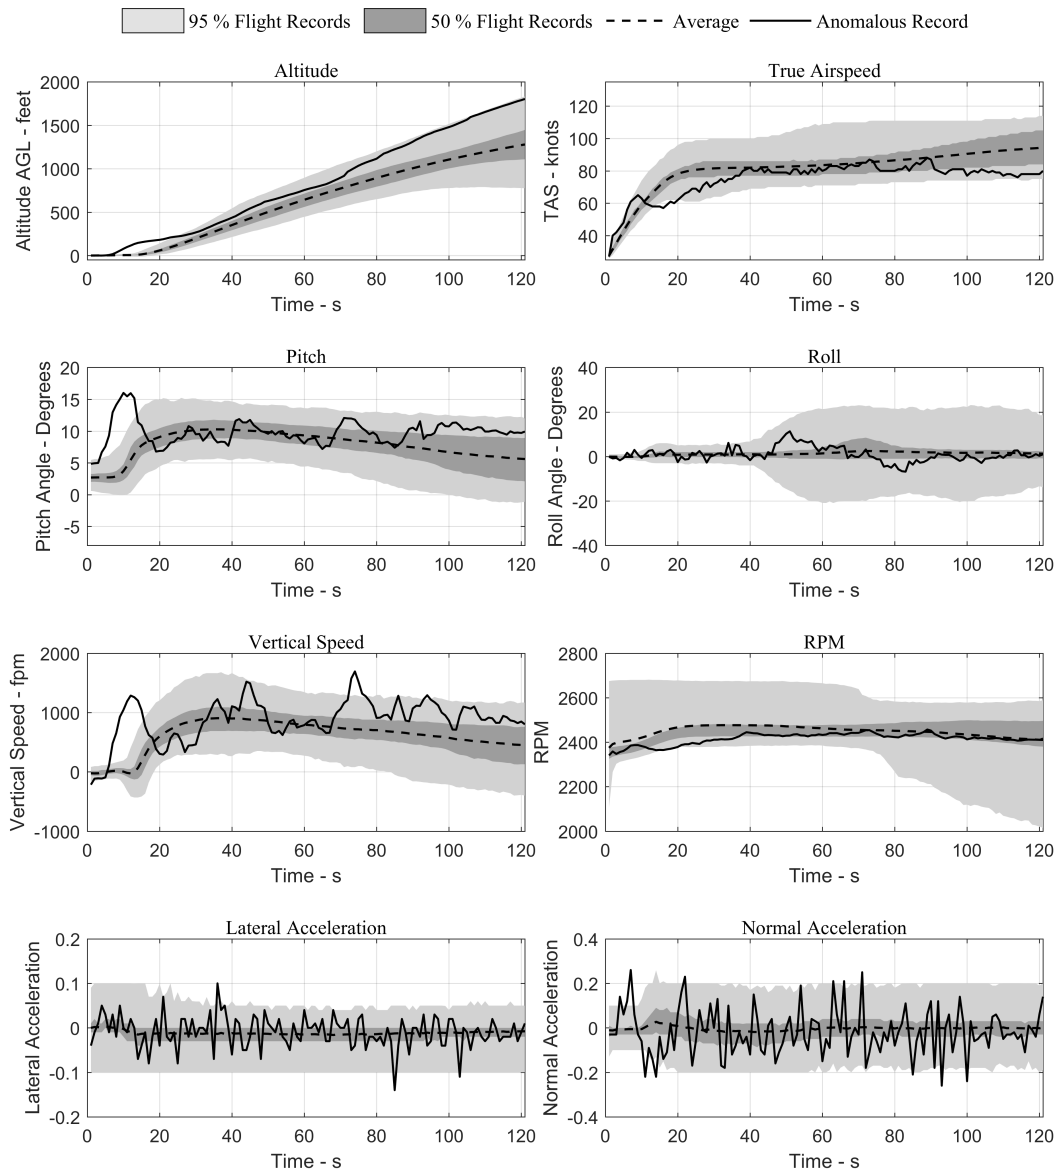 95 % Flight Records 50 % Flight Records Average Anomalous Record
Altitude
Altitude AGL - feet
2000
1500
1000
500
0
0 20 40 60 80 100 120
Time - s
True Airspeed
TAS - knots
120
100
80
60
40
0 20 40 60 80 100 120
Time - s
Pitch
Pitch Angle - Degrees
20
15
10
5
0
-5
0 20 40 60 80 100 120
Time - s
Roll
Roll Angle - Degrees
40
20
0
-20
-40
0 20 40 60 80 100 120
Time - s
Vertical Speed
Vertical Speed - fpm
2000
1000
0
-1000
0 20 40 60 80 100 120
Time - s
RPM
RPM
2800
2600
2400
2200
2000
0 20 40 60 80 100 120
Time - s
Lateral Acceleration
Lateral Acceleration
0.2
0.1
0
-0.1
-0.2
0 20 40 60 80 100 120
Time - s
Normal Acceleration
Normal Acceleration
0.4
0.2
0
-0.2
-0.4
0 20 40 60 80 100 120
Time - s